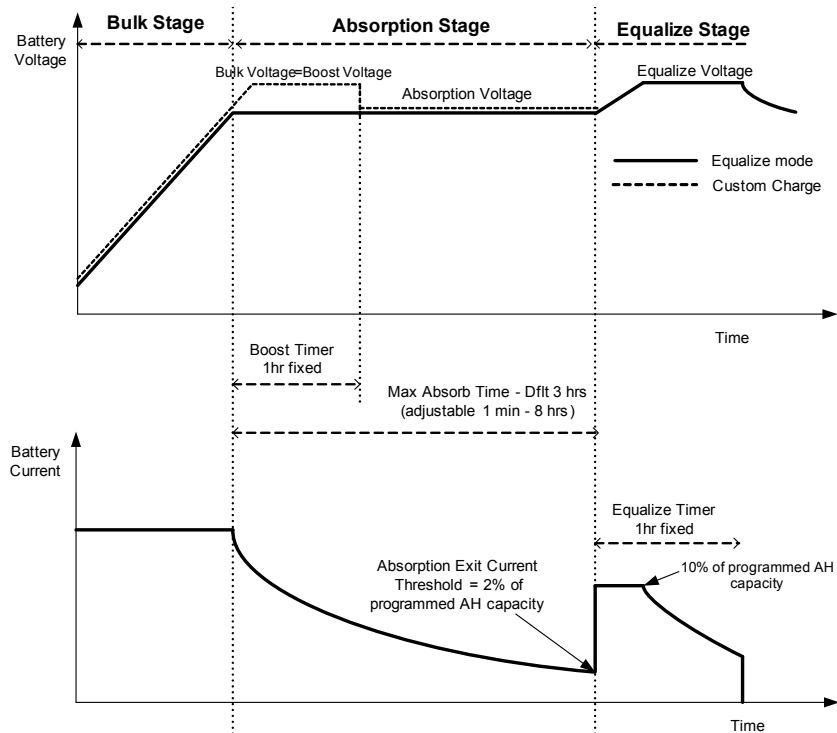 Bulk Stage
Absorption Stage
Equalize Stage
Battery
Voltage
Bulk Voltage=Boost Voltage
Absorption Voltage
Equalize Voltage
Equalize mode
Custom Charge
Time
Boost Timer
1hr fixed
Max Absorb Time - Dflt 3 hrs
(adjustable 1 min - 8 hrs)
Battery
Current
Equalize Timer
1hr fixed
Absorption Exit Current
Threshold = 2% of
programmed AH
capacity
10% of programmed AH
capacity
Time